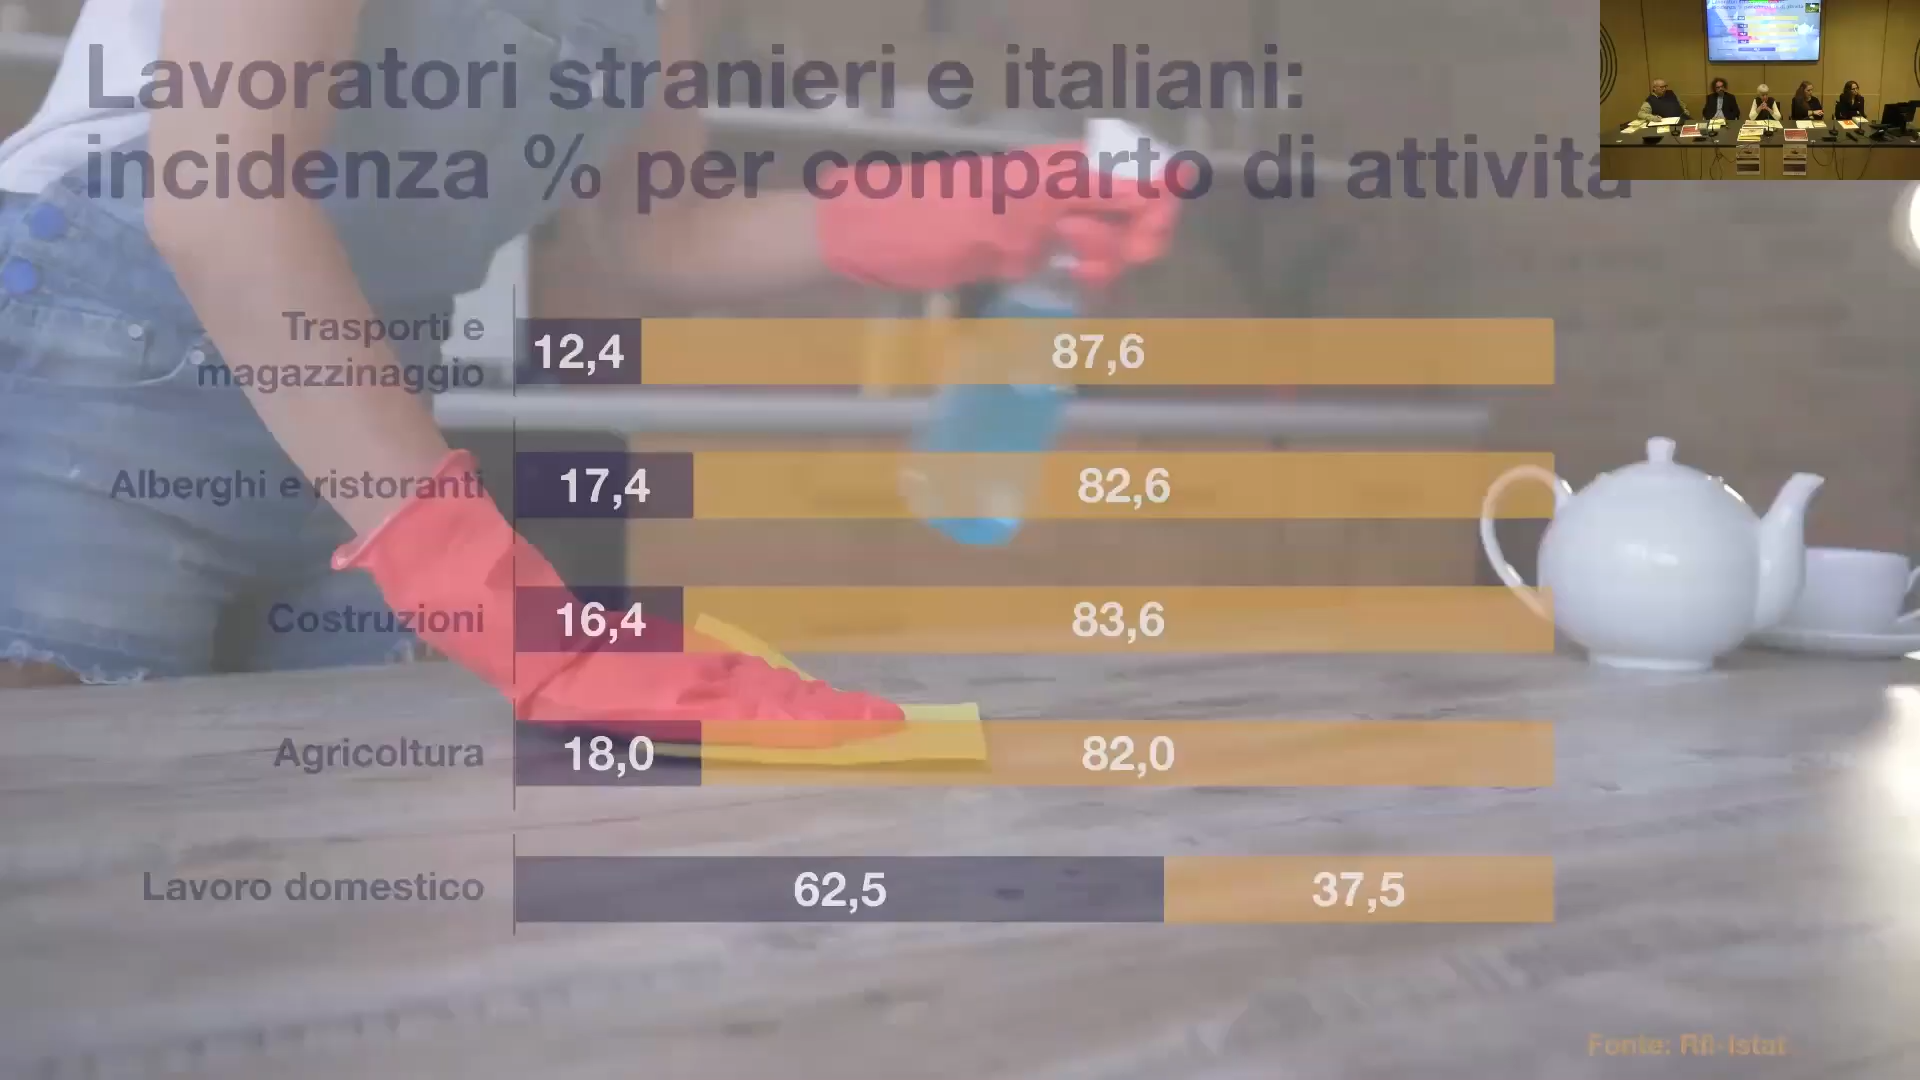 Lavoratori stranieri e italiani:
incidenza % per comparto di attività
Trasporti e
magazzinaggio
12,4
87,6
Alberghi e ristoranti
17,4
82,6
Costruzioni
16,4
83,6
Agricoltura
18,0
82,0
Lavoro domestico
62,5
37,5
Fonte: Rfl-Istat